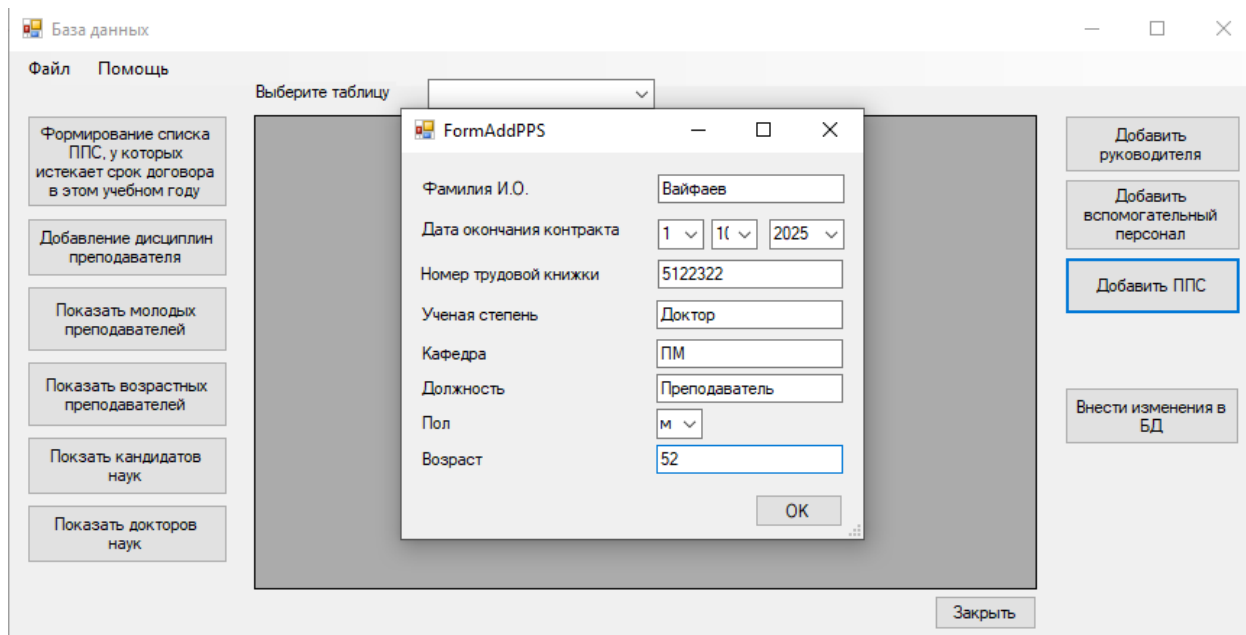 База данных
Файл Помощь
Выберите таблицу
Формирование списка
ППС, у которых
истекает срок договора
в этом учебном году
Добавление дисциплин
преподавателя
Показать молодых
преподавателей
Показать возрастных
преподавателей
Покзать кандидатов
наук
Показать докторов
наук
FormAddPPS
Фамилия И.О. Вайфаев
Дата окончания контракта 1 2025
Номер трудовой книжки 5122322
Ученая степень Доктор
Кафедра ПМ
Должность Преподаватель
Пол м
Возраст 52
OK
Добавить
руководителя
Добавить
вспомогательный
персонал
Добавить ППС
Внести изменения в
БД
Закрыть